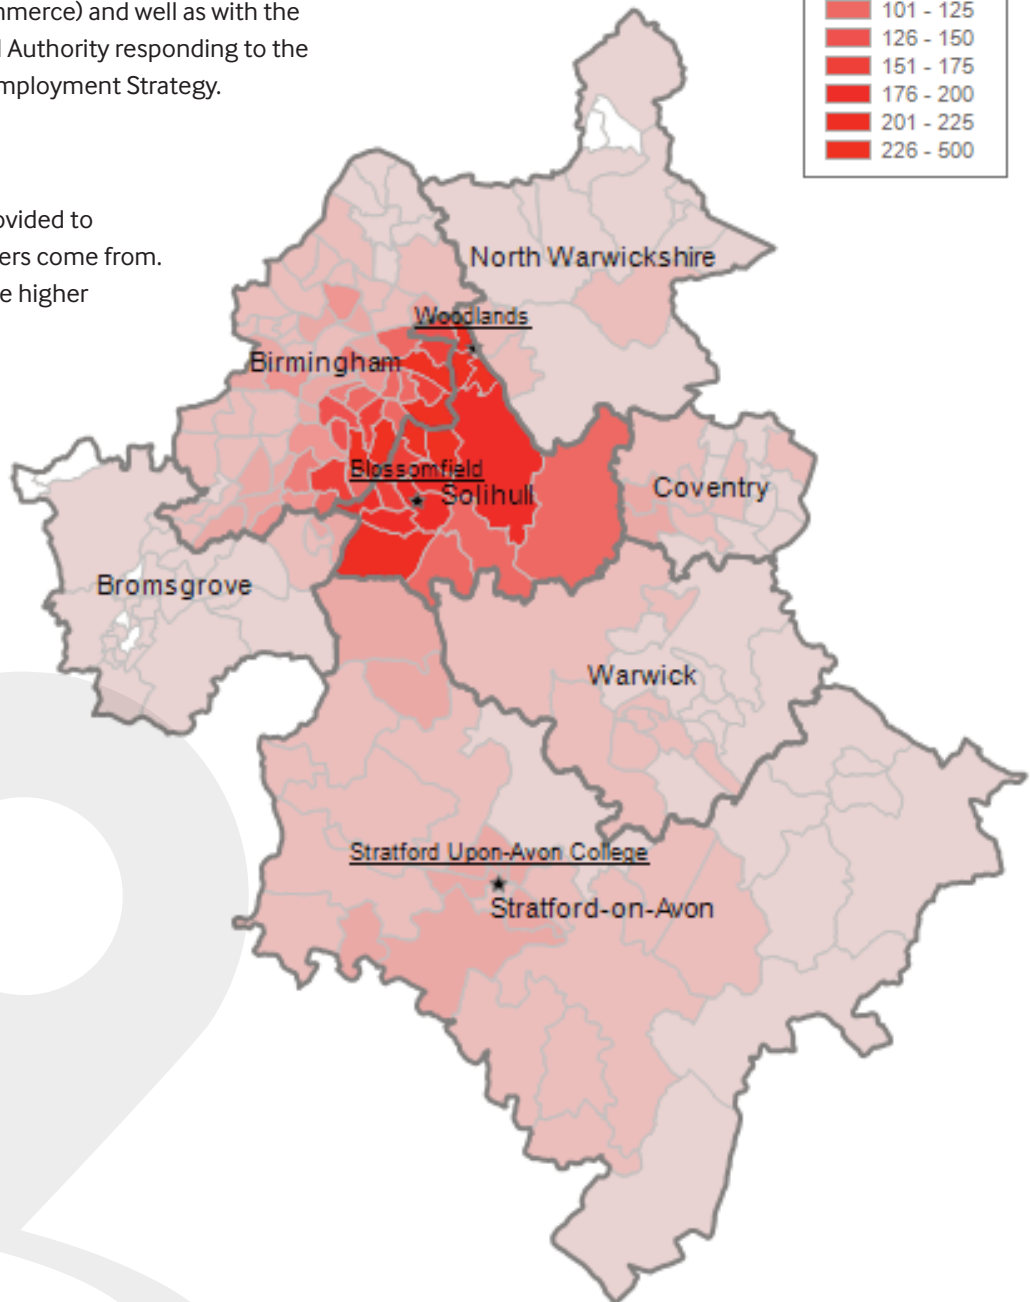 mmerce) and well as with the
Authority responding to the
mployment Strategy.
ovided to
ers come from.
e higher
101 - 125
126 - 150
151 - 175
176 - 200
201 - 225
226 - 500
North Warwickshire
Woodlands
Birmingham
Blossomfield
Solihull
Coventry
Bromsgrove
Warwick
Stratford Upon-Avon College
Stratford-on-Avon